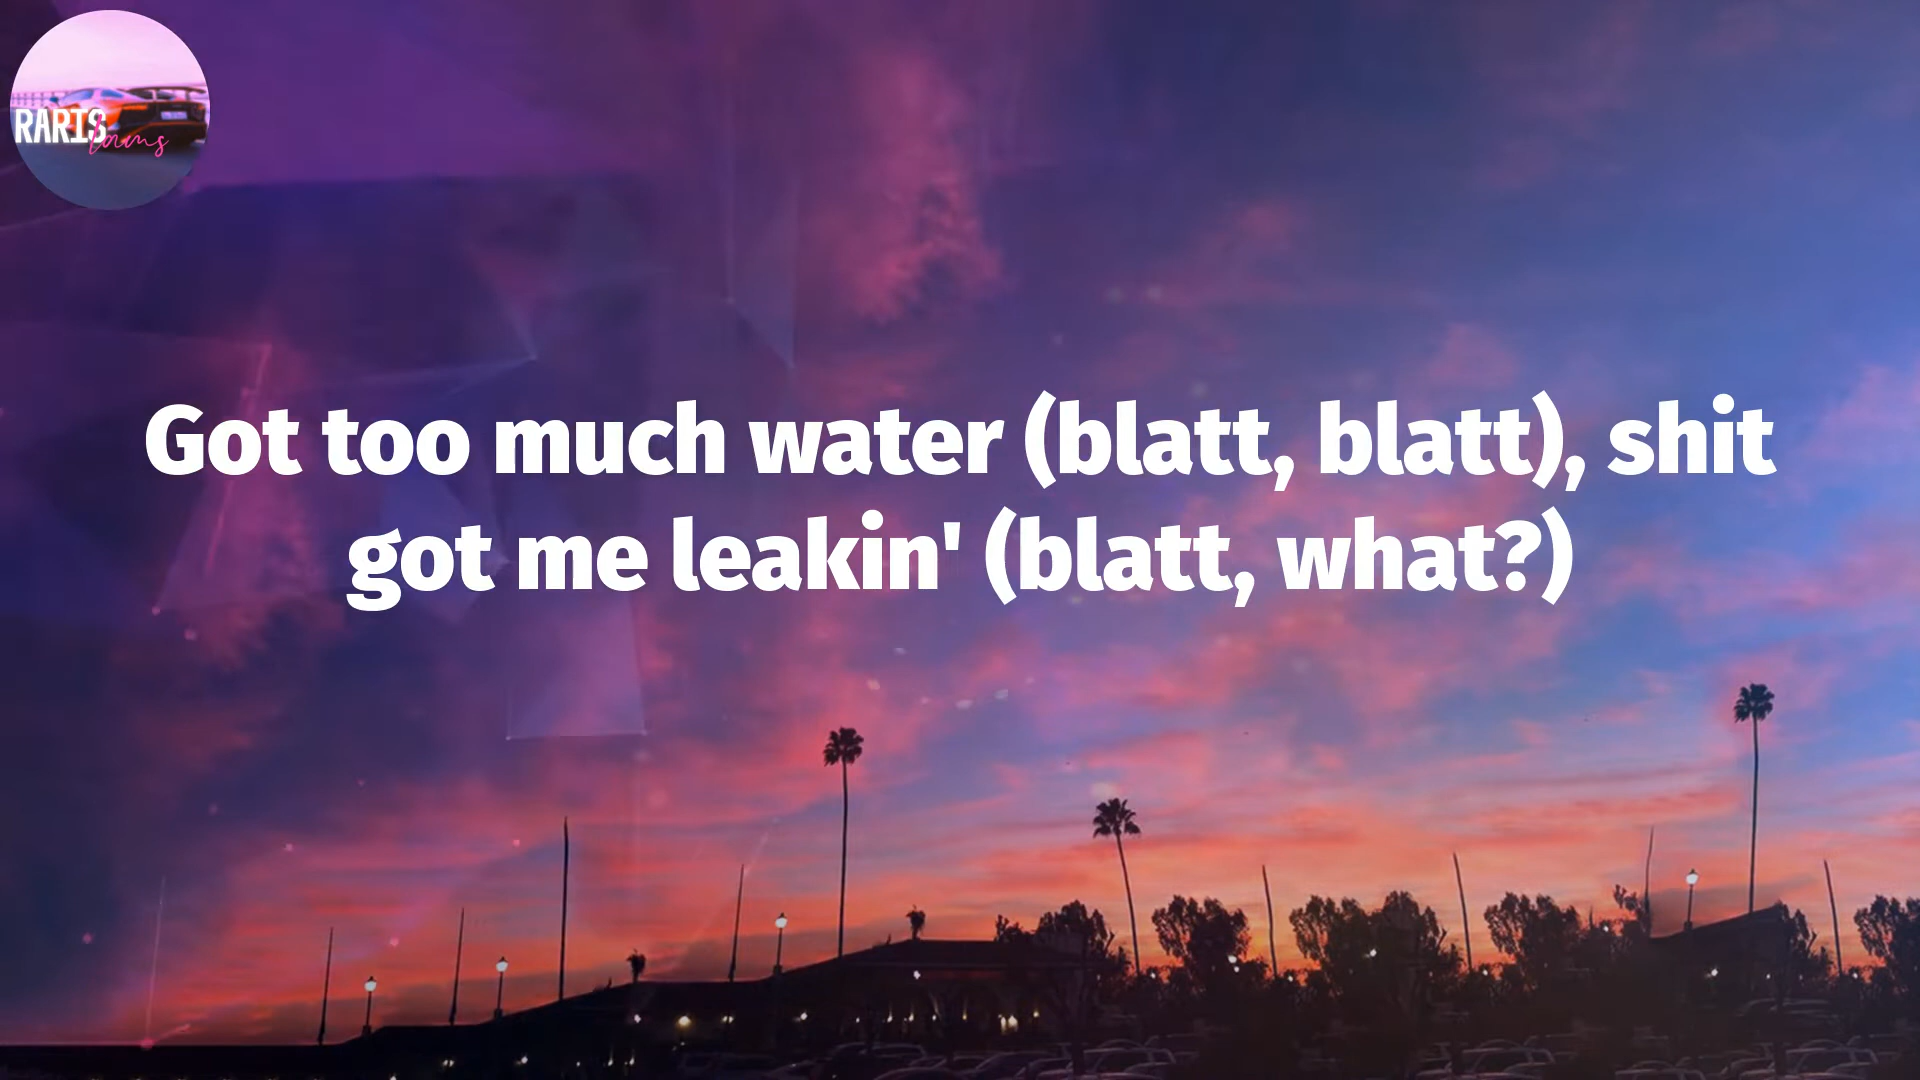 RARIS
Got too much water (blatt, blatt), shit
got me leakin' (blatt, what?)